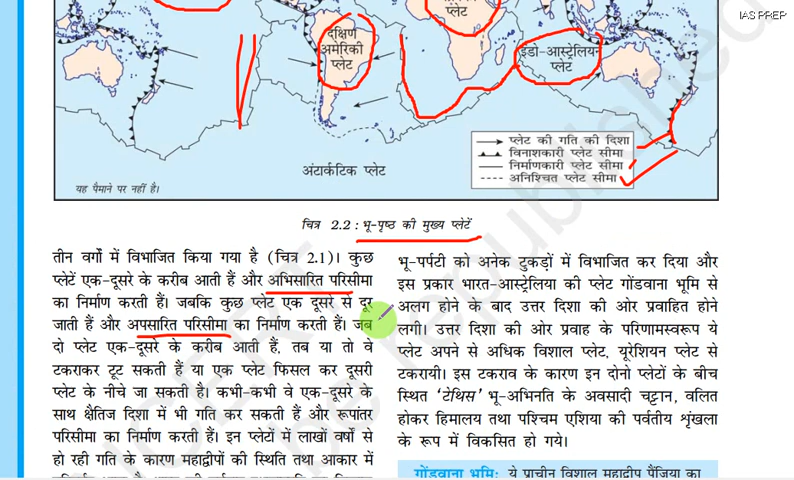 IAS PREP
प्लेट
दक्षिण
अमेरिकी
प्लेट
इंडो-आस्ट्रेलियन
प्लेट
प्लेट की गति की दिशा
विनाशकारी प्लेट सीमा
निर्माणकारी प्लेट सीमा
अनिश्चित प्लेट सीमा
अंटार्कटिक प्लेट
यह पैमाने पर नहीं है।
चित्र 2.2 : भू-पृष्ठ की मुख्य प्लेटें
तीन वर्गों में विभाजित किया गया है (चित्र 2.1)। कुछ
प्लेटें एक-दूसरे के करीब आती हैं और अभिसारित परिसीमा
का निर्माण करती हैं। जबकि कुछ प्लेट एक दूसरे से दूर
जाती हैं और अपसारित परिसीमा का निर्माण करती हैं। जब
दो प्लेट एक-दूसरे के करीब आती हैं, तब या तो वे
टकराकर टूट सकती हैं या एक प्लेट फिसल कर दूसरी
प्लेट के नीचे जा सकती है। कभी-कभी वे एक-दूसरे के
साथ क्षैतिज दिशा में भी गति कर सकती हैं और रूपांतर
परिसीमा का निर्माण करती हैं। इन प्लेटों में लाखों वर्षों से
हो रही गति के कारण महाद्वीपों की स्थिति तथा आकार में
भू-पर्पटी को अनेक टुकड़ों में विभाजित कर दिया और
इस प्रकार भारत-आस्ट्रेलिया की प्लेट गोंडवाना भूमि से
अलग होने के बाद उत्तर दिशा की ओर प्रवाहित होने
लगी। उत्तर दिशा की ओर प्रवाह के परिणामस्वरूप ये
प्लेट अपने से अधिक विशाल प्लेट, यूरेशियन प्लेट से
टकरायी। इस टकराव के कारण इन दोनो प्लेटों के बीच
स्थित 'टेथिस' भू-अभिनति के अवसादी चट्टान, वलित
होकर हिमालय तथा पश्चिम एशिया की पर्वतीय शृंखला
के रूप में विकसित हो गये।
गोंडवाना भूमि: ये प्राचीन विशाल महाद्वीप पैंजिया का
be republished
NCERT